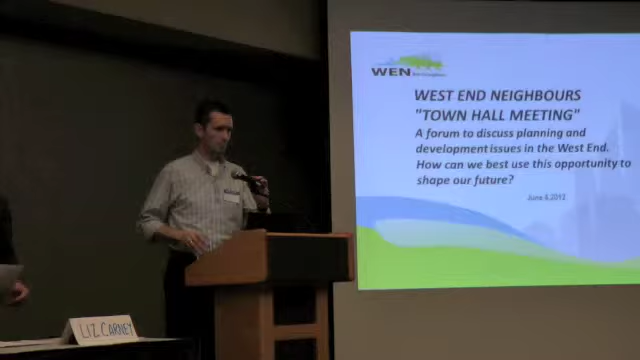 WEN
WEST END NEIGHBOURS
"TOWN HALL MEETING"
A forum to discuss planning and
development issues in the West End.
How can we best use this opportunity to
shape our future?
June 6, 2012
LIZ CARNEY